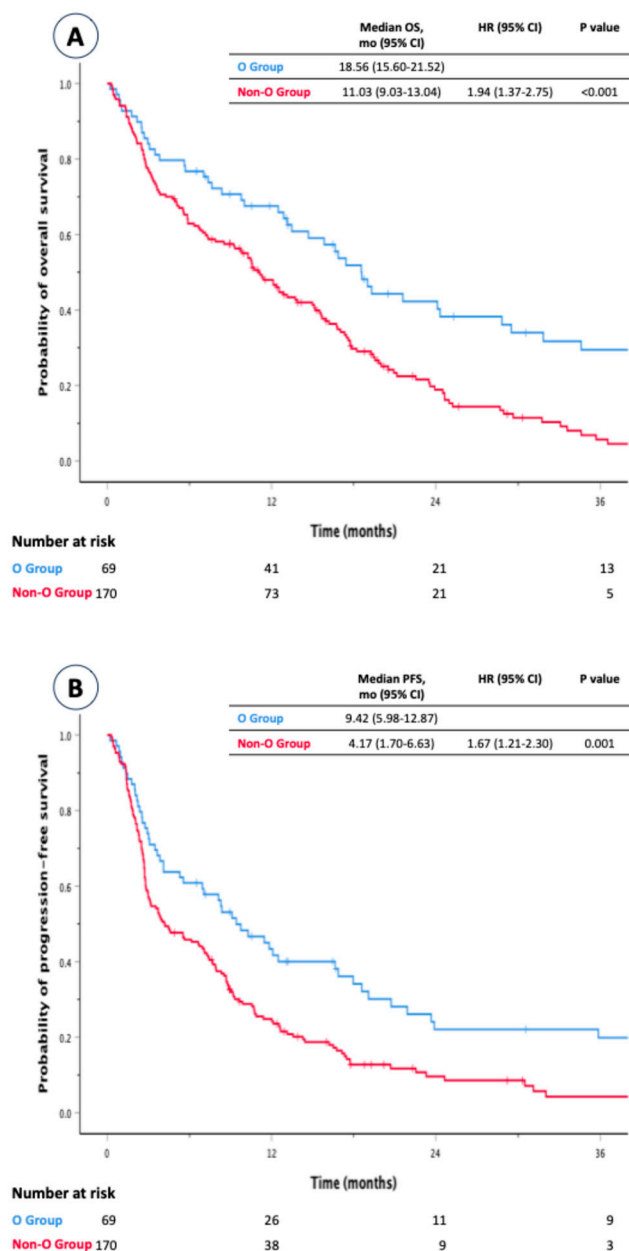 A
Median OS, HR (95% CI) P value
mo (95% CI)
O Group 18.56 (15.60-21.52)
Non-O Group 11.03 (9.03-13.04) 1.94 (1.37-2.75) <0.001
Probability of overall survival
1.0
0.8
0.6
0.4
0.2
0.0
0 12 24 36
Time (months)
Number at risk
O Group 69 41 21 13
Non-O Group 170 73 21 5
B
Median PFS, HR (95% CI) P value
mo (95% CI)
O Group 9.42 (5.98-12.87)
Non-O Group 4.17 (1.70-6.63) 1.67 (1.21-2.30) 0.001
Probability of progression-free survival
1.0
0.8
0.6
0.4
0.2
0.0
0 12 24 36
Time (months)
Number at risk
O Group 69 26 11 9
Non-O Group 170 38 9 3